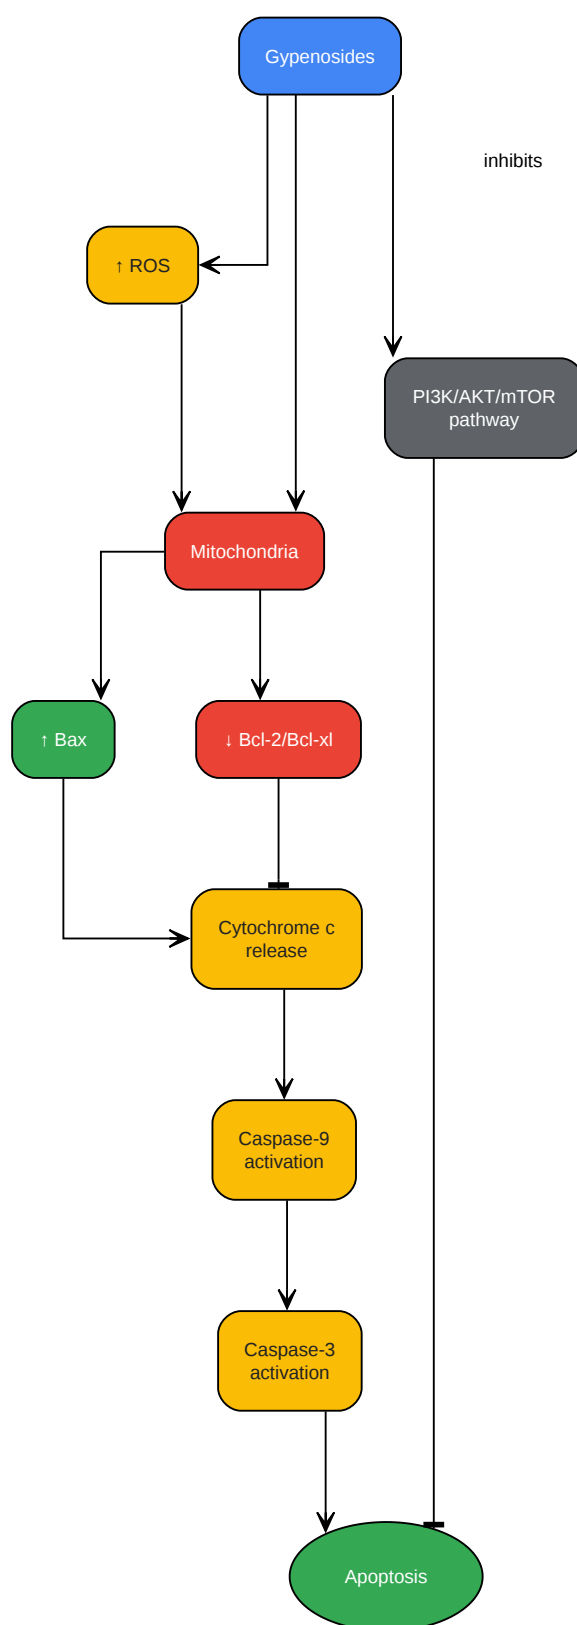 Gypenosides
inhibits
↑ ROS
PI3K/AKT/mTOR
pathway
Mitochondria
↑ Bax
↓ Bcl-2/Bcl-xl
Cytochrome c
release
Caspase-9
activation
Caspase-3
activation
Apoptosis